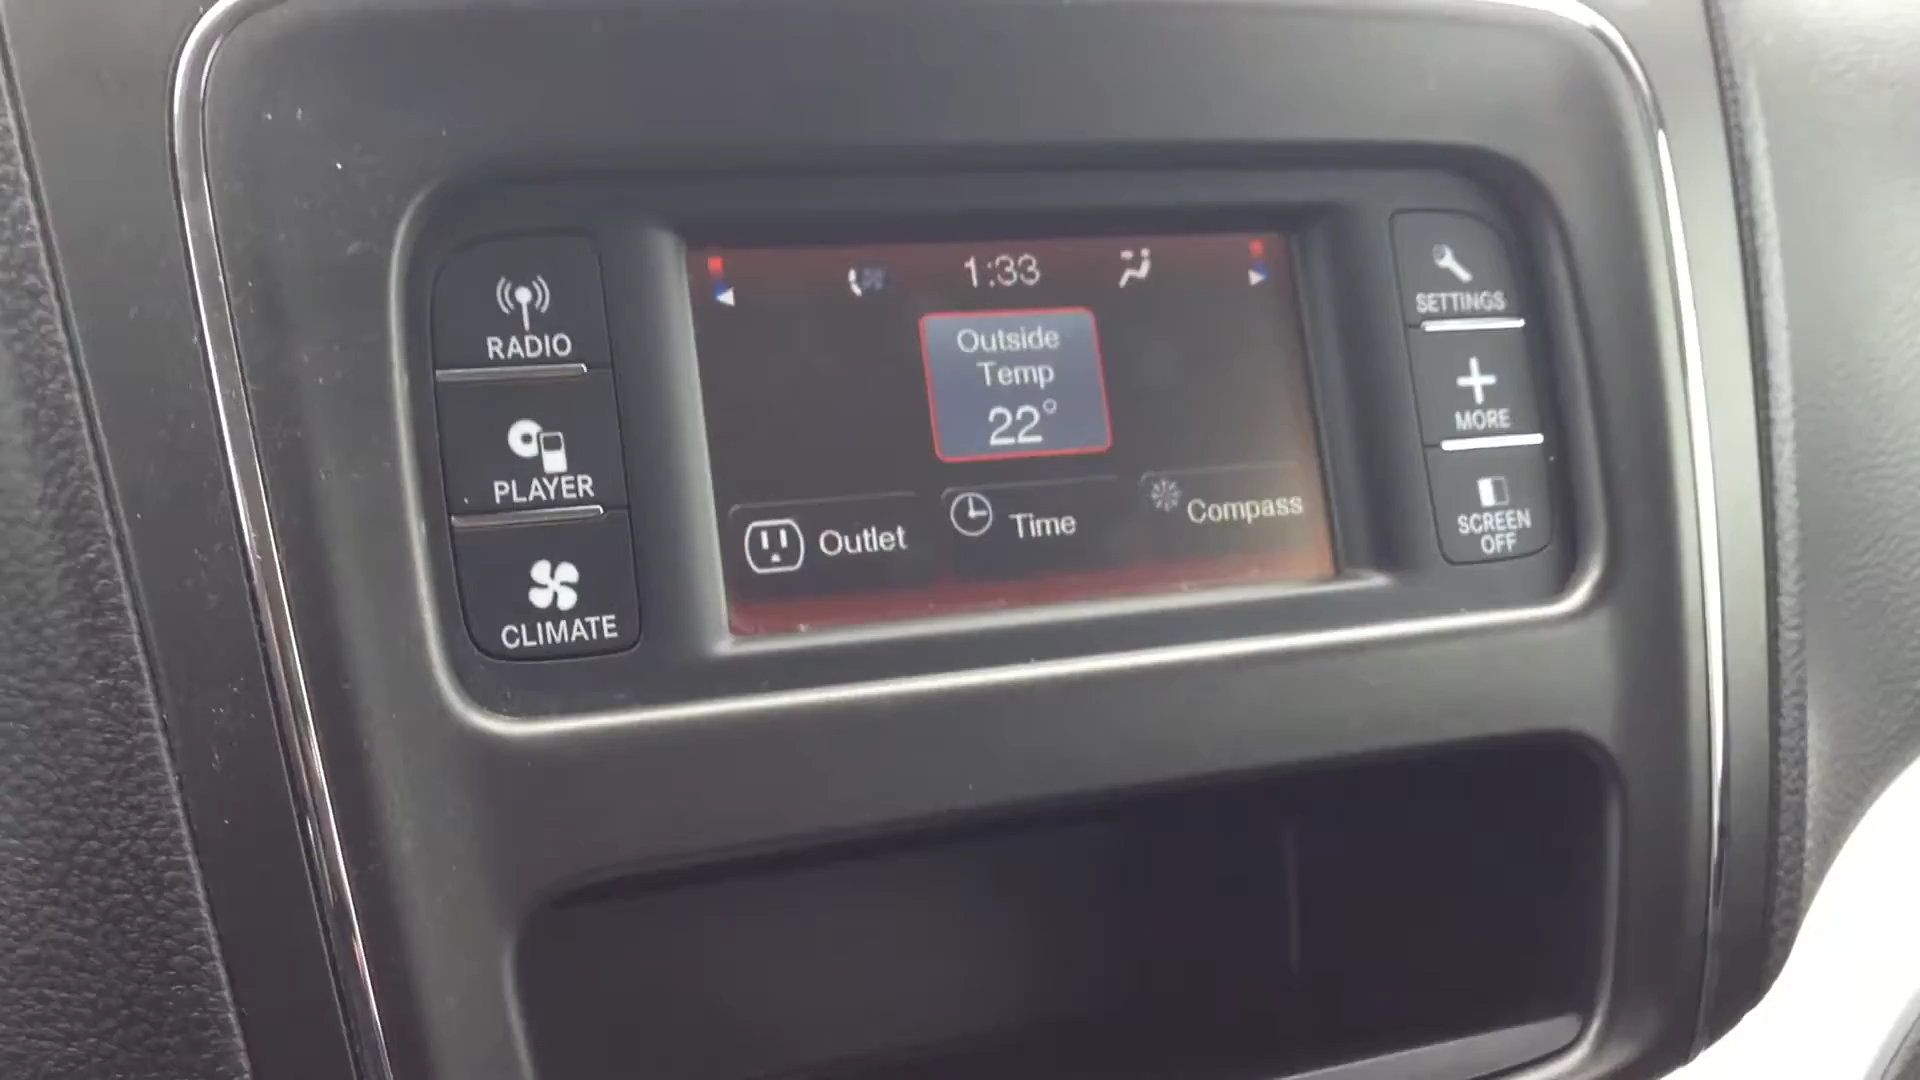 RADIO
PLAYER
CLIMATE
1:33
Outside
Temp
22°
Outlet
Time
Compass
SETTINGS
MORE
SCREEN
OFF